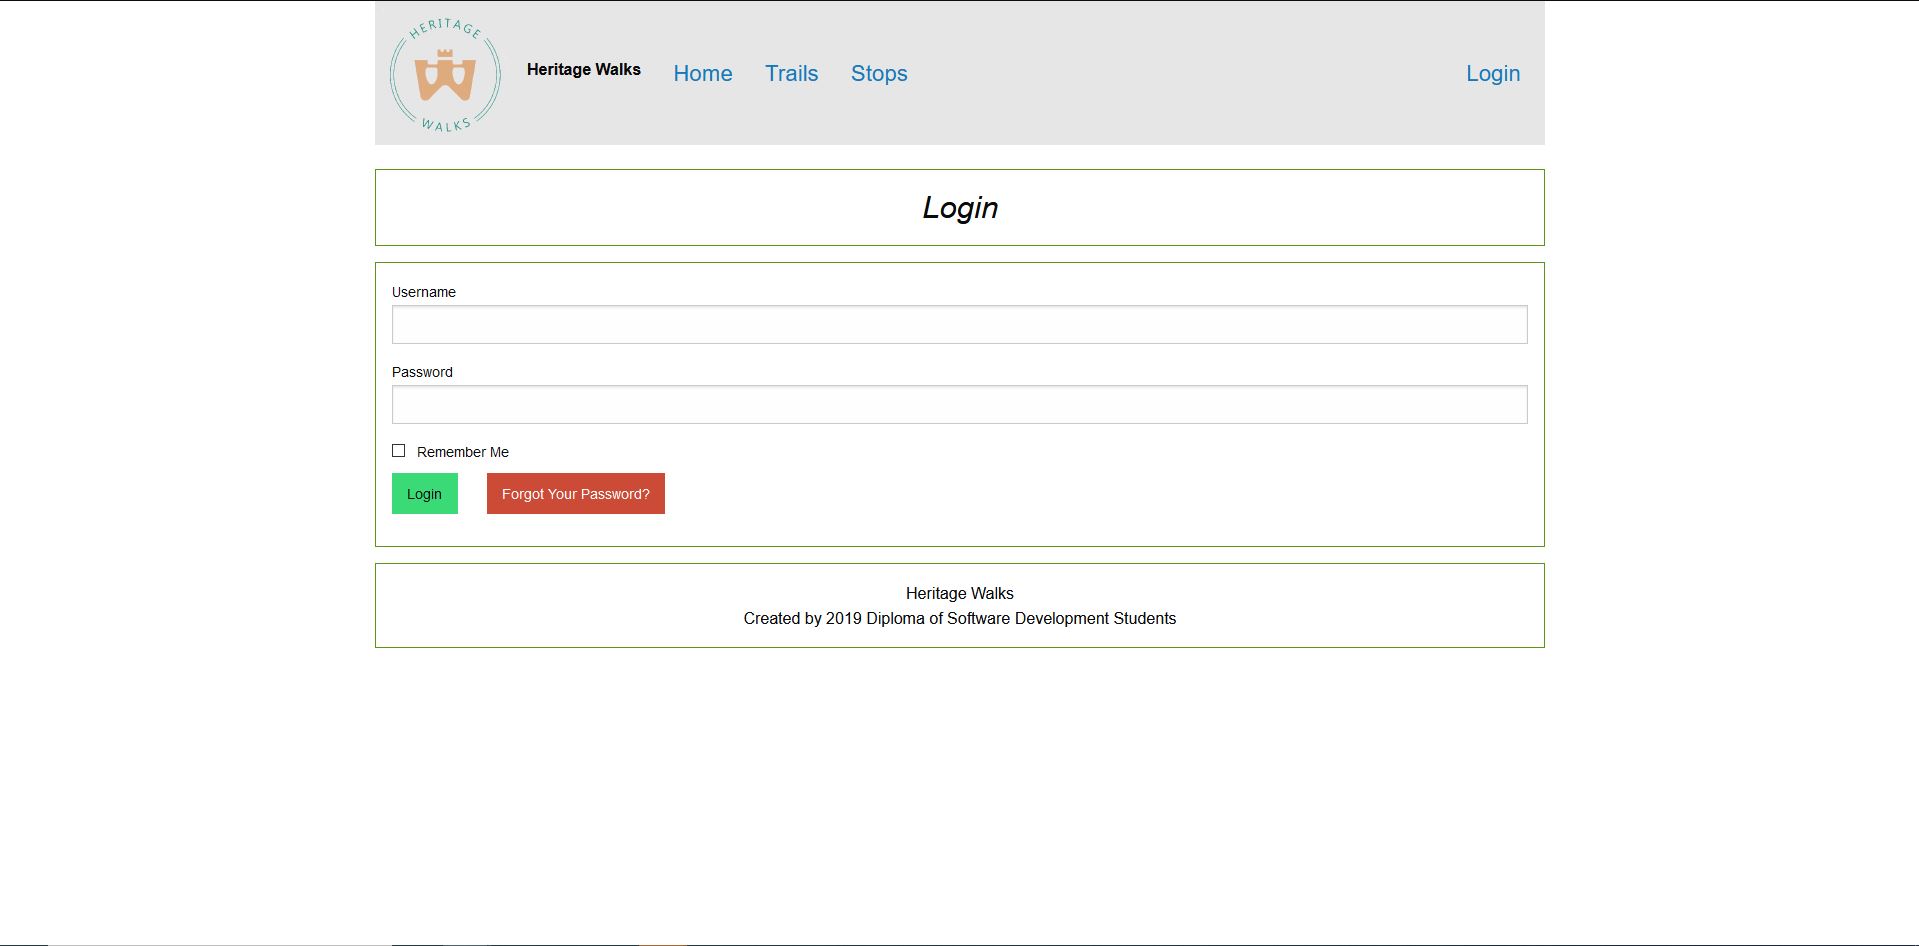 HERITAGE
WALKS
Heritage Walks Home Trails Stops Login
Login
Username
Password
Remember Me
Login Forgot Your Password?
Heritage Walks
Created by 2019 Diploma of Software Development Students